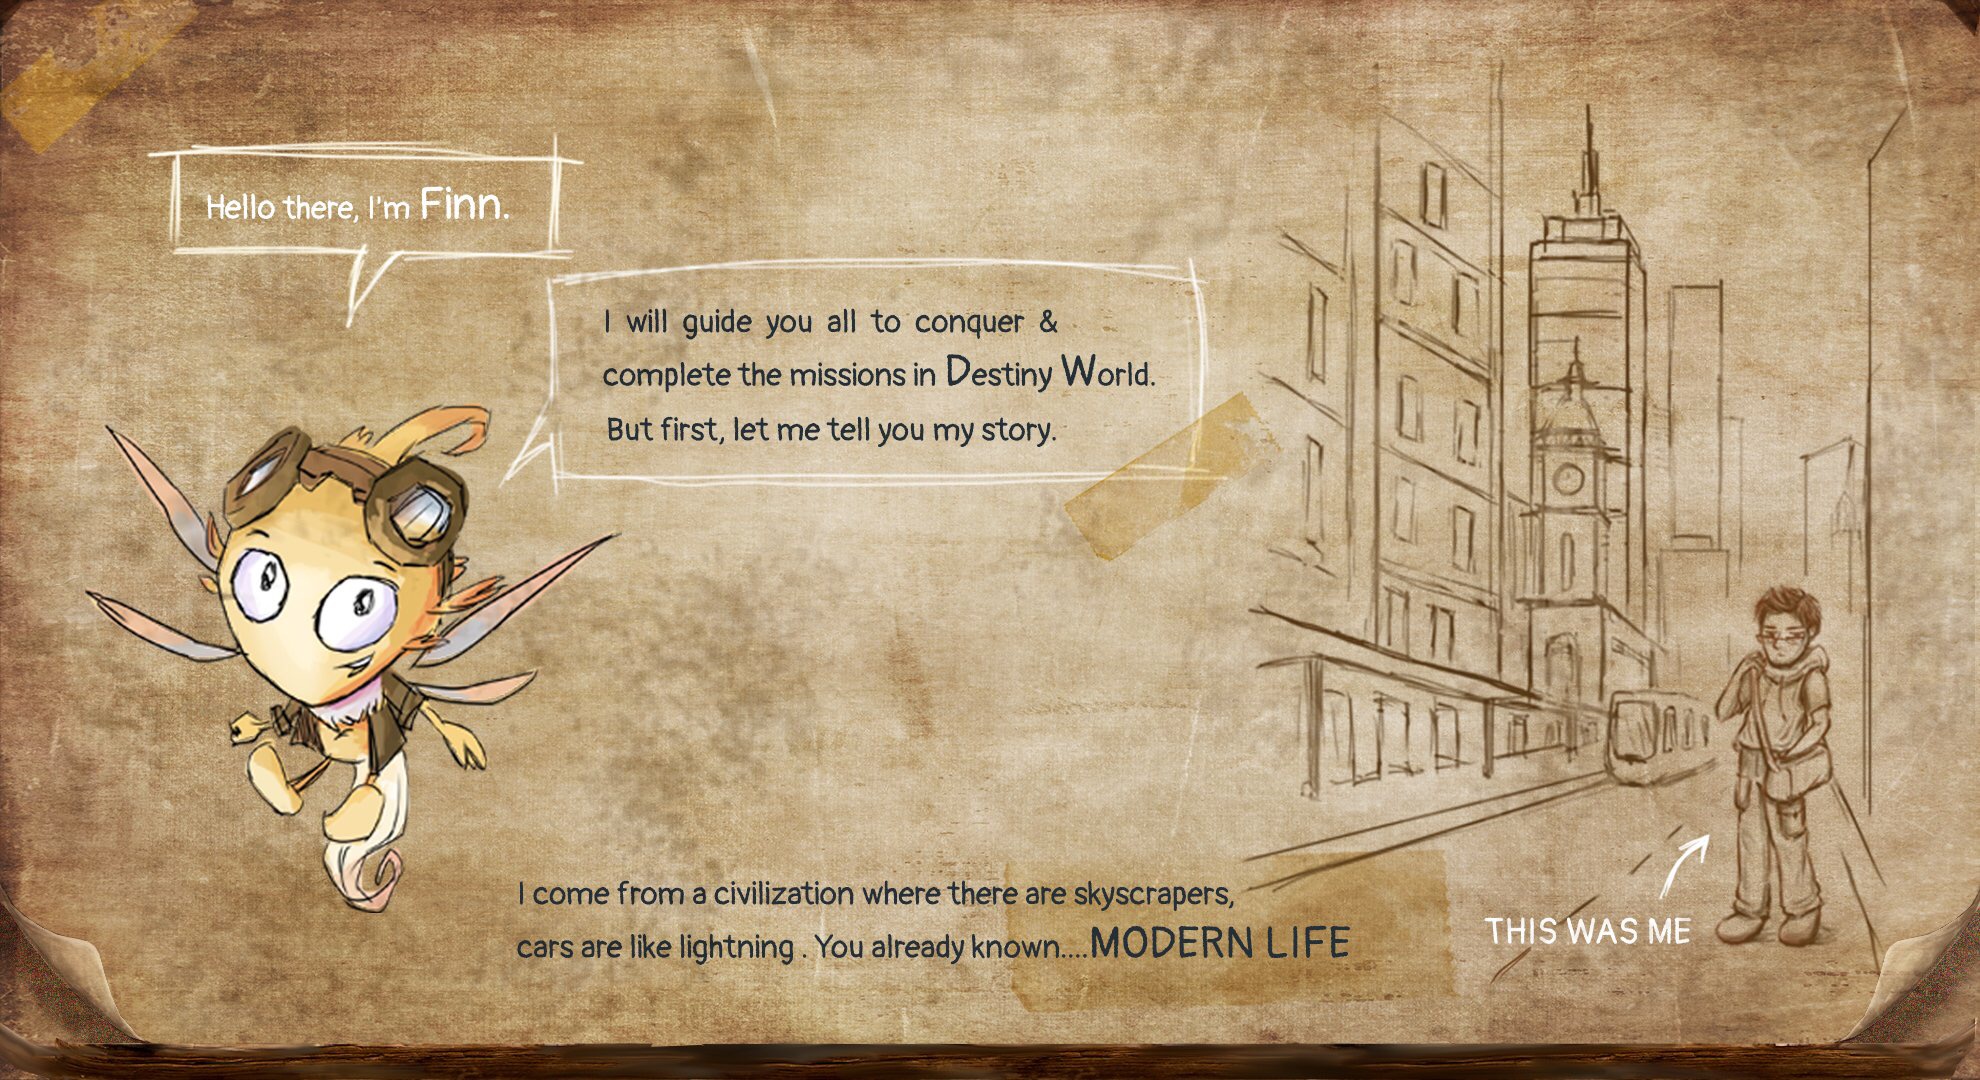 Hello there, I'm Finn.
I will guide you all to conquer &
complete the missions in Destiny World.
But first, let me tell you my story.
I come from a civilization where there are skyscrapers,
cars are like lightning . You already known....MODERN LIFE
THIS WAS ME